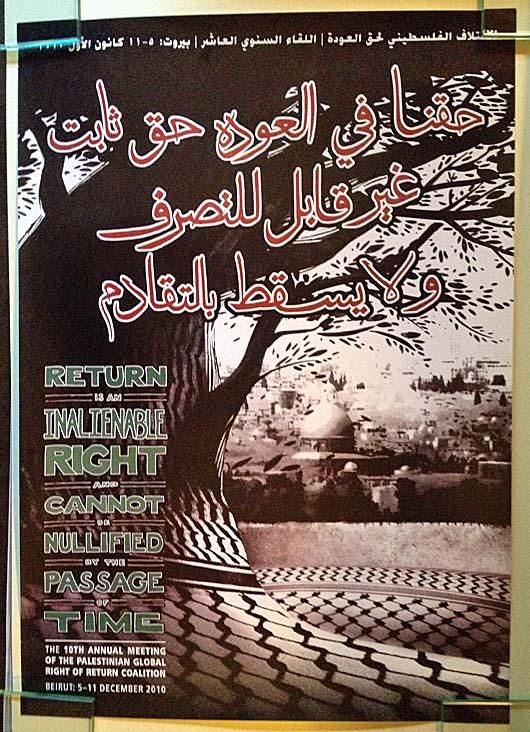 الائتلاف الفلسطيني لحق العودة | اللقاء السنوي العاشر | بيروت: ٥-١١ كانون الأول
حقنا في العوده حق ثابت
غير قابل للتصرف
ولا يسقط بالتقادم
RETURN
IS AN
INALIENABLE
RIGHT
AND
CANNOT
BE
NULLIFIED
BY THE
PASSAGE
OF
TIME
THE 10TH ANNUAL MEETING
OF THE PALESTINIAN GLOBAL
RIGHT OF RETURN COALITION
BEIRUT: 5-11 DECEMBER 2010